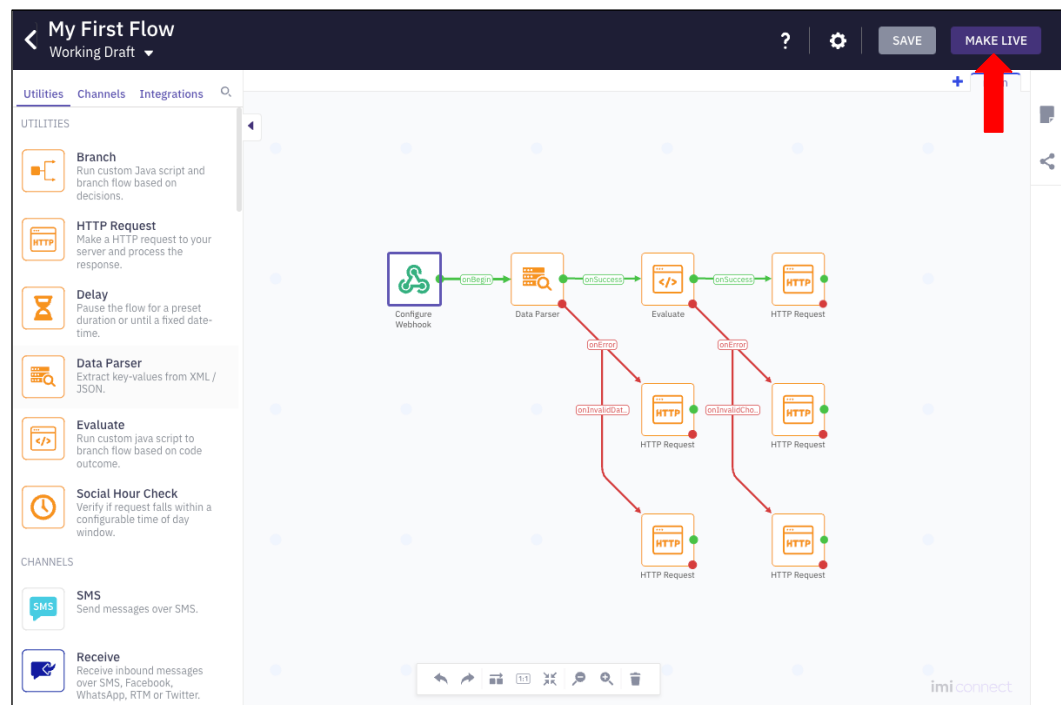 My First Flow
Working Draft
?
SAVE
MAKE LIVE
Utilities Channels Integrations
UTILITIES
Branch
Run custom Java script and
branch flow based on
decisions.
HTTP
HTTP Request
Make a HTTP request to your
server and process the
response.
Delay
Pause the flow for a preset
duration or until a fixed date-
time.
Data Parser
Extract key-values from XML /
JSON.
</>
Evaluate
Run custom java script to
branch flow based on code
outcome.
Social Hour Check
Verify if request falls within a
configurable time of day
window.
CHANNELS
SMS
SMS
Send messages over SMS.
Receive
Receive inbound messages
over SMS, Facebook,
WhatsApp, RTM or Twitter.
+
onBegin
onSuccess
</>
onSuccess
HTTP
Configure
Webhook
Data Parser
Evaluate
HTTP Request
onError
onError
onInvalidDat..
HTTP
onInvalidCho..
HTTP
HTTP Request
HTTP Request
HTTP
HTTP
HTTP Request
HTTP Request
1:1
imiconnect